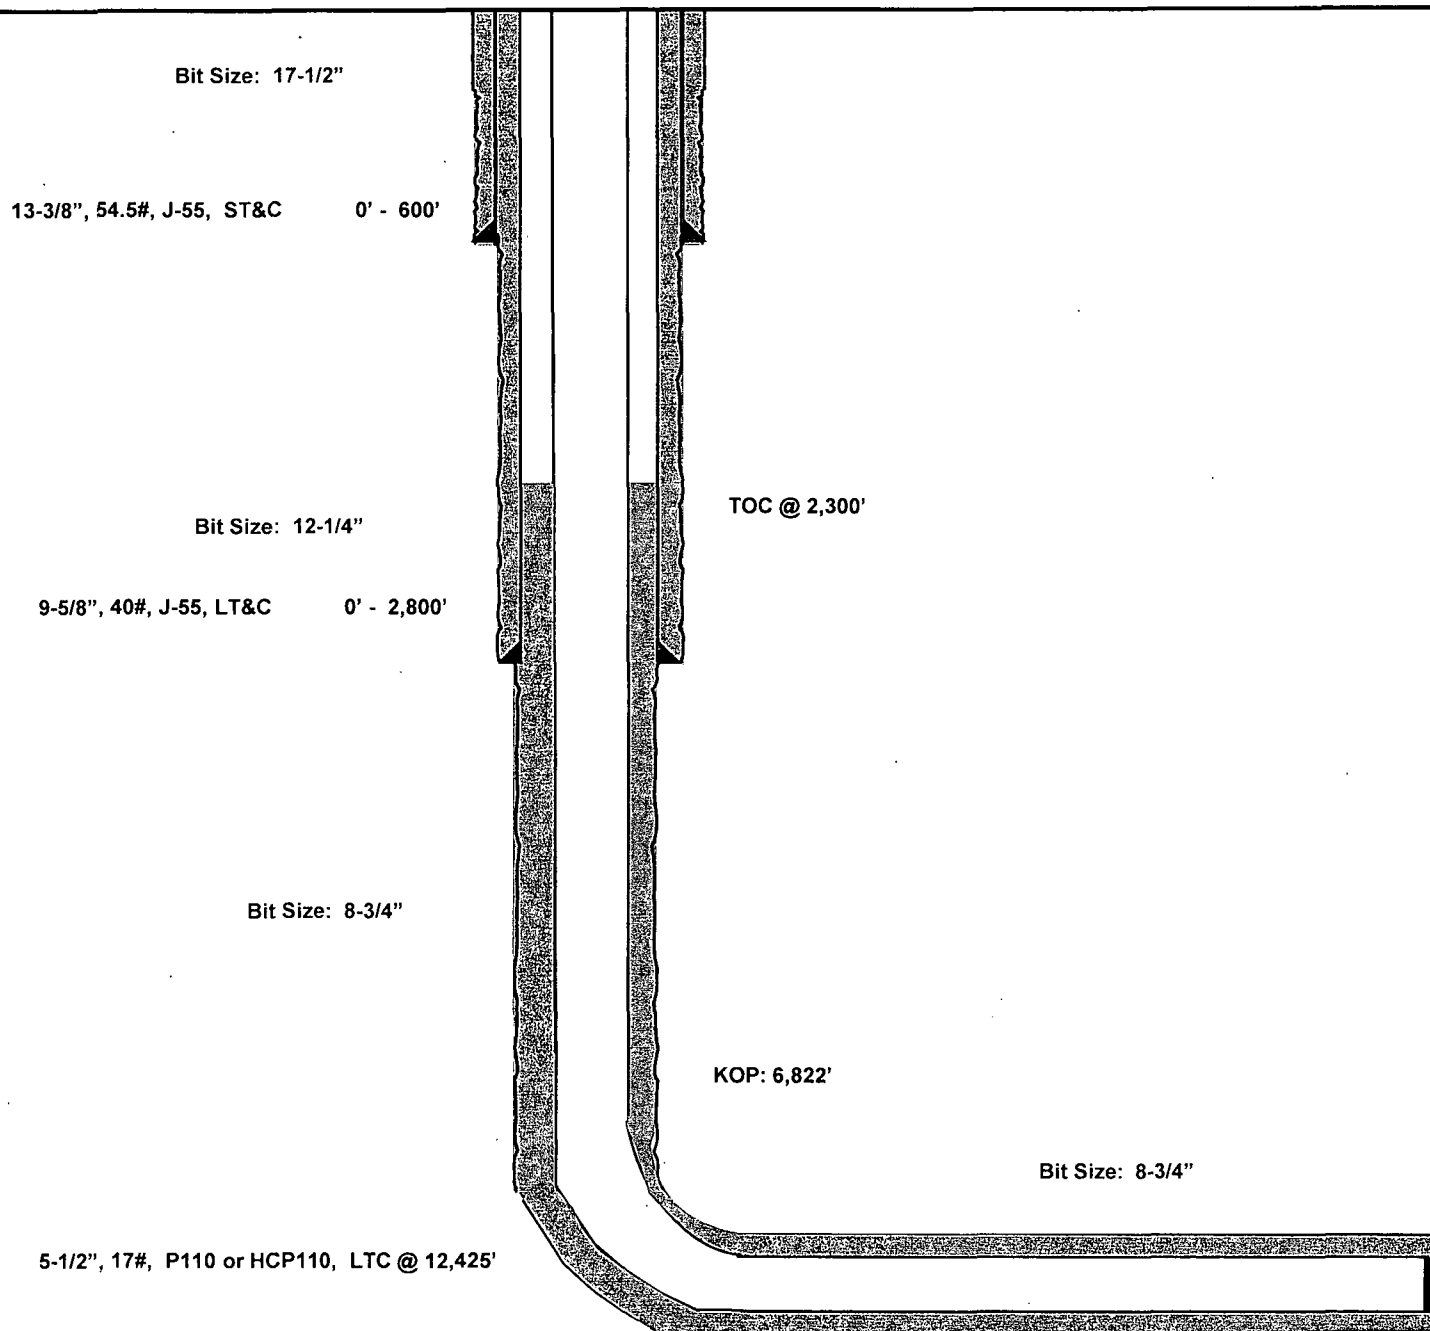 Bit Size: 17-1/2"
13-3/8", 54.5#, J-55, ST&C 0' - 600'
TOC @ 2,300'
Bit Size: 12-1/4"
9-5/8", 40#, J-55, LT&C 0' - 2,800'
Bit Size: 8-3/4"
KOP: 6,822'
Bit Size: 8-3/4"
5-1/2", 17#, P110 or HCP110, LTC @ 12,425'